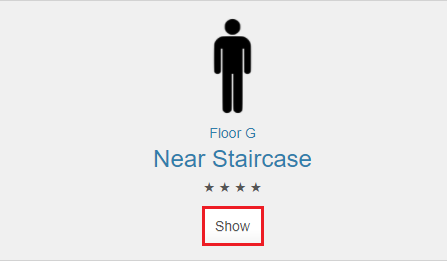 Floor G
Near Staircase
★ ★ ★ ★
Show